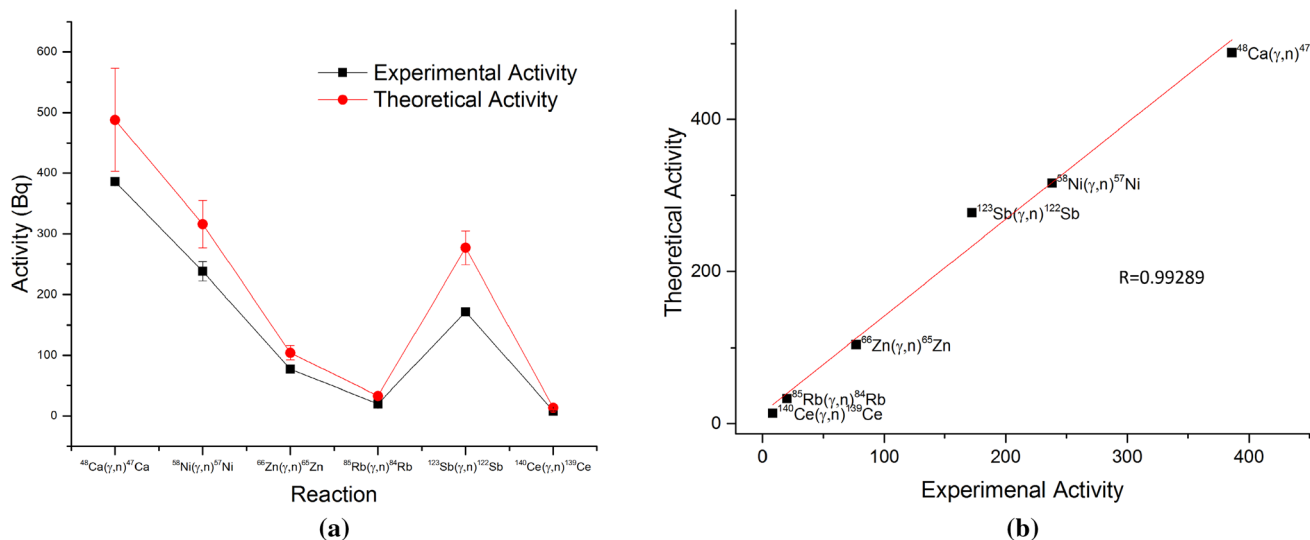 600
500
400
300
200
100
0
Activity (Bq)
Experimental Activity
Theoretical Activity
⁴⁸Ca(γ,n)⁴⁷Ca ⁵⁸Ni(γ,n)⁵⁷Ni ⁶⁶Zn(γ,n)⁶⁵Zn ⁸⁵Rb(γ,n)⁸⁴Rb ¹²³Sb(γ,n)¹²²Sb ¹⁴⁰Ce(γ,n)¹³⁹Ce
Reaction
(a)
400
200
0
Theoretical Activity
⁴⁸Ca(γ,n)⁴⁷
⁵⁸Ni(γ,n)⁵⁷Ni
¹²³Sb(γ,n)¹²²Sb
R=0.99289
⁶⁶Zn(γ,n)⁶⁵Zn
⁸⁵Rb(γ,n)⁸⁴Rb
¹⁴⁰Ce(γ,n)¹³⁹Ce
0 100 200 300 400
Experimenal Activity
(b)